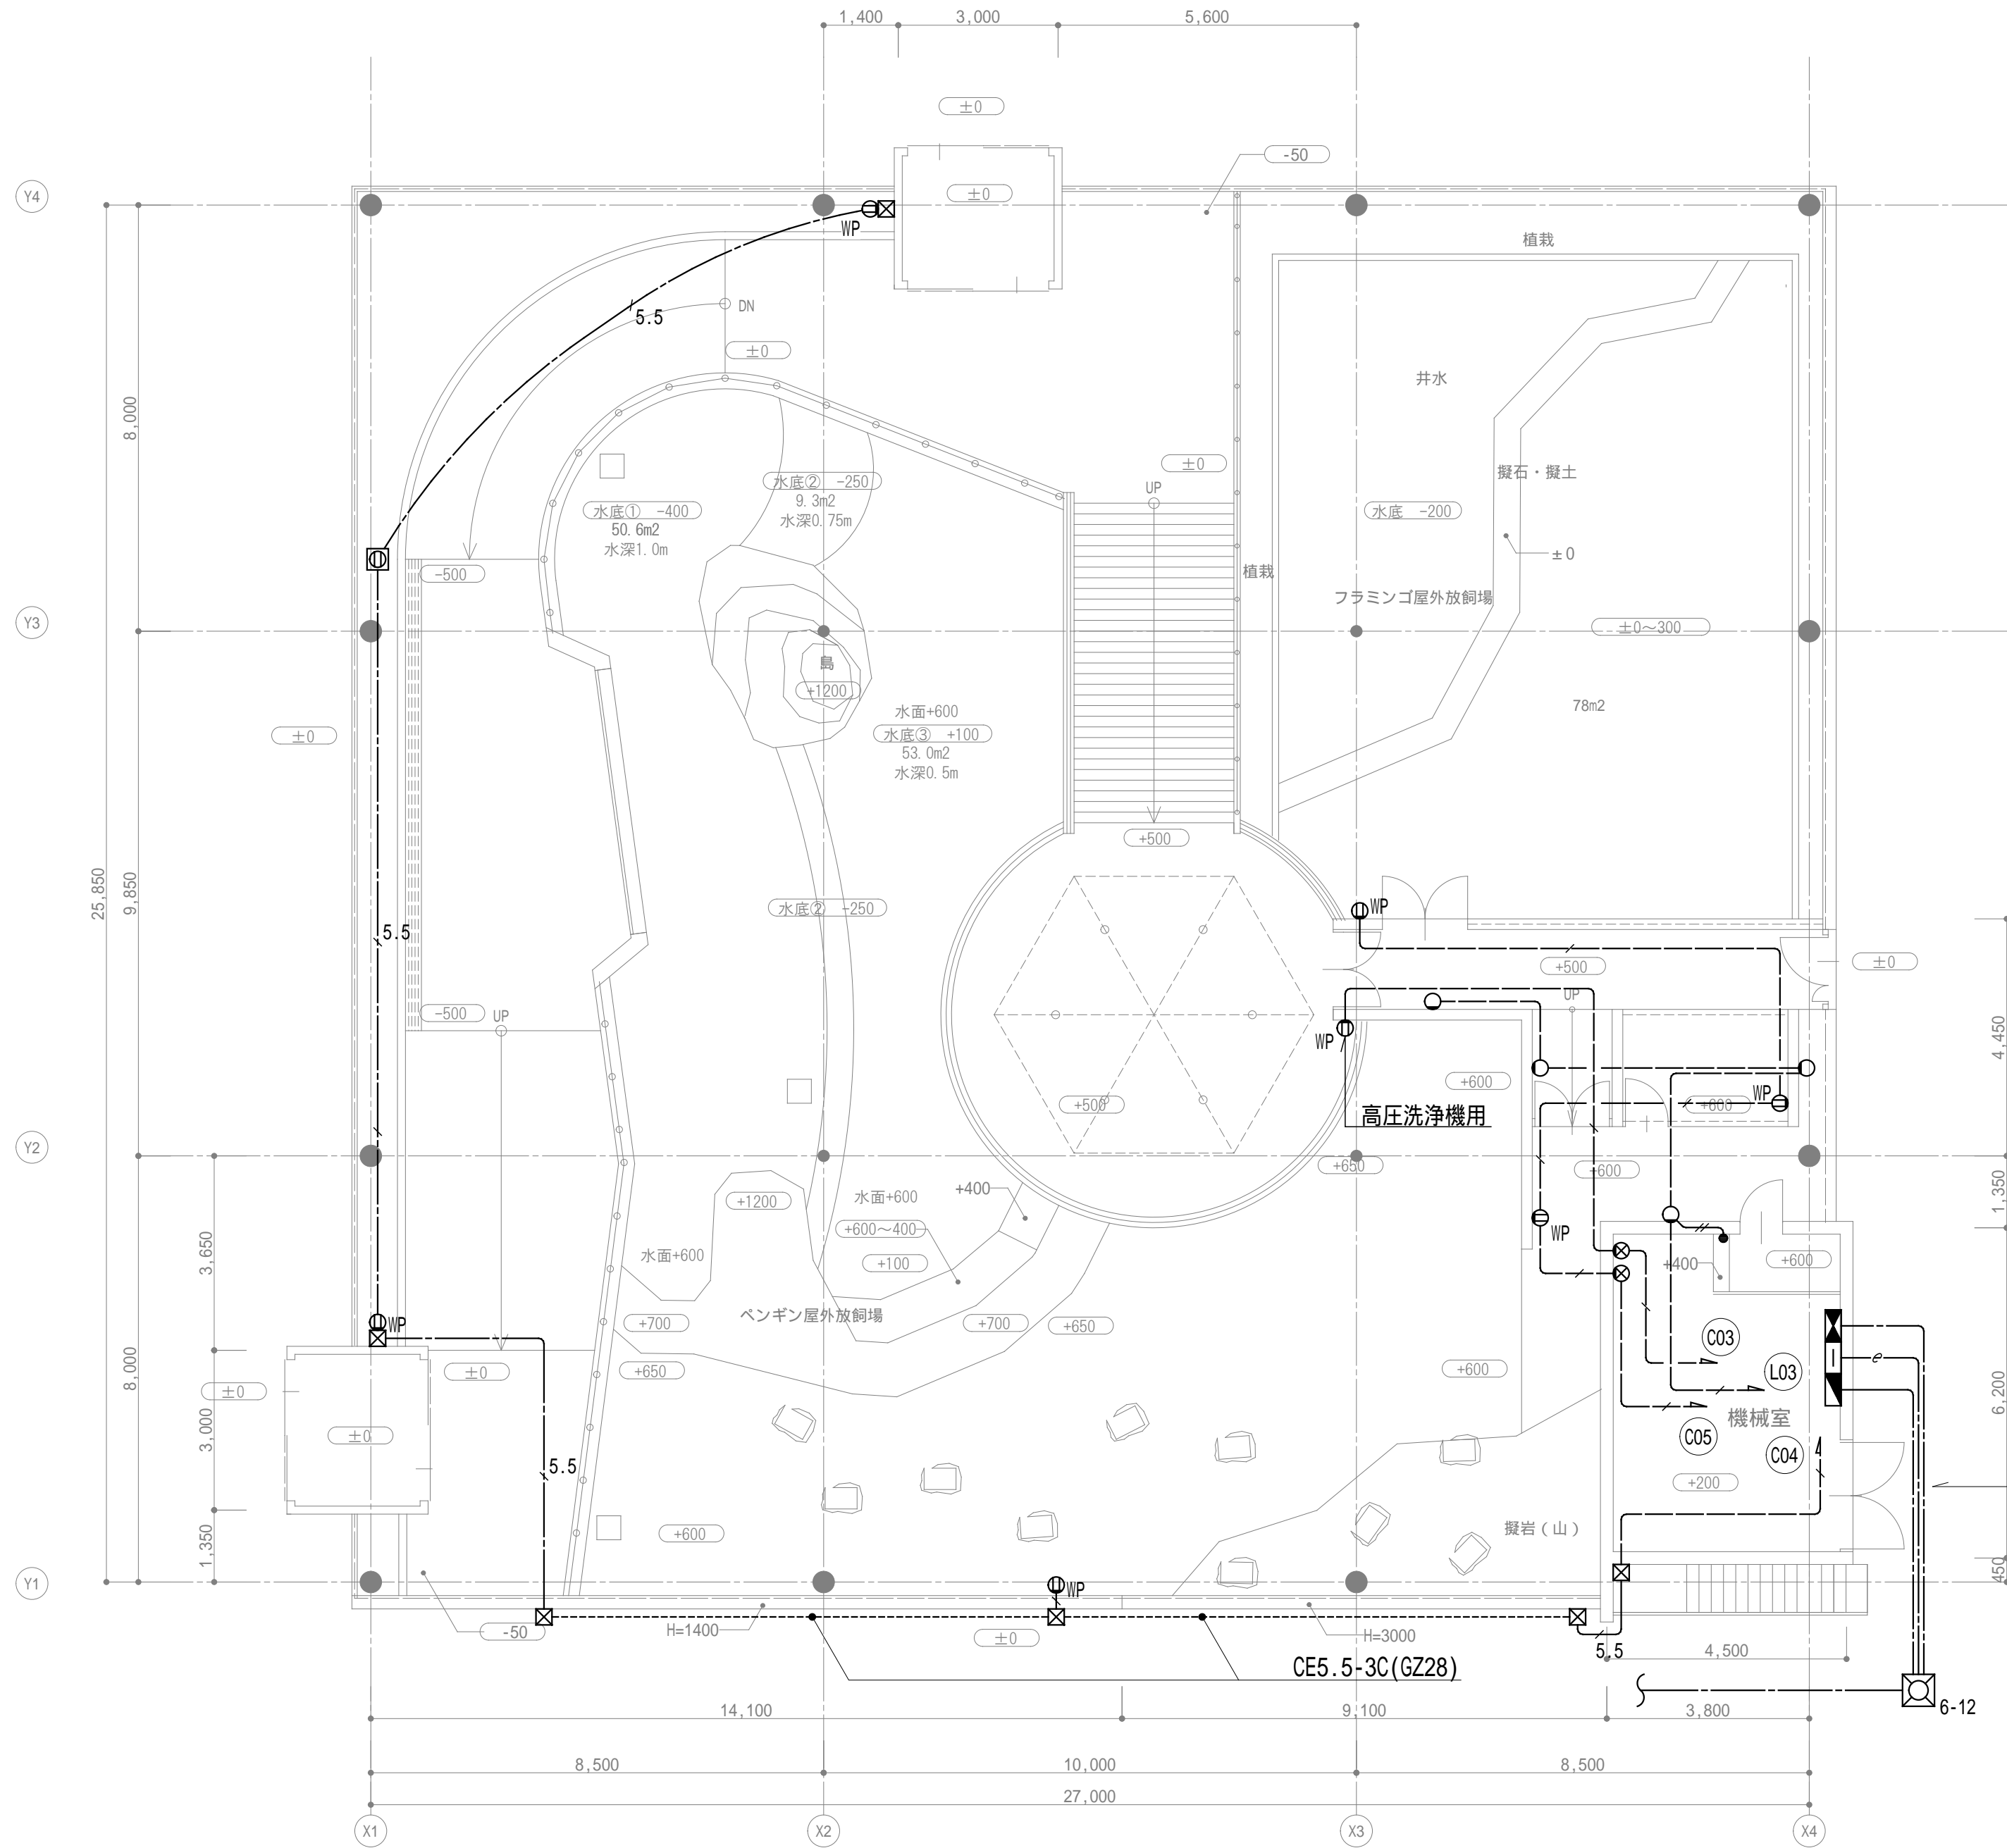 1,400
3,000
5,600
±0
-50
Y4
±0
WP
植栽
5.5
DN
±0
井水
8,000
±0
擬石・擬土
水底② -250
9.3m2
水深0.75m
水底① -400
50.6m2
水深1.0m
UP
水底 -200
±0
-500
植栽
フラミンゴ屋外放飼場
Y3
±0～300
島
+1200
78m2
水面+600
水底③ +100
53.0m2
水深0.5m
±0
+500
25,850
9,850
水底② -250
WP
5.5
+500
±0
-500
UP
UP
WP
4,450
+600
WP
+500
+600
高圧洗浄機用
Y2
+650
+600
1,350
+1200
水面+600
+400
+600～400
WP
3,650
水面+600
+100
+400
+600
ペンギン屋外放飼場
WP
+700
+700
+650
C03
8,000
±0
±0
+650
+600
L03
e
6,200
3,000
±0
機械室
C05
C04
5.5
+200
1,350
+600
擬岩(山)
450
Y1
WP
-50
H=1400
±0
H=3000
5.5
4,500
CE5.5-3C(GZ28)
6-12
14,100
9,100
3,800
8,500
10,000
8,500
27,000
X1
X2
X3
X4